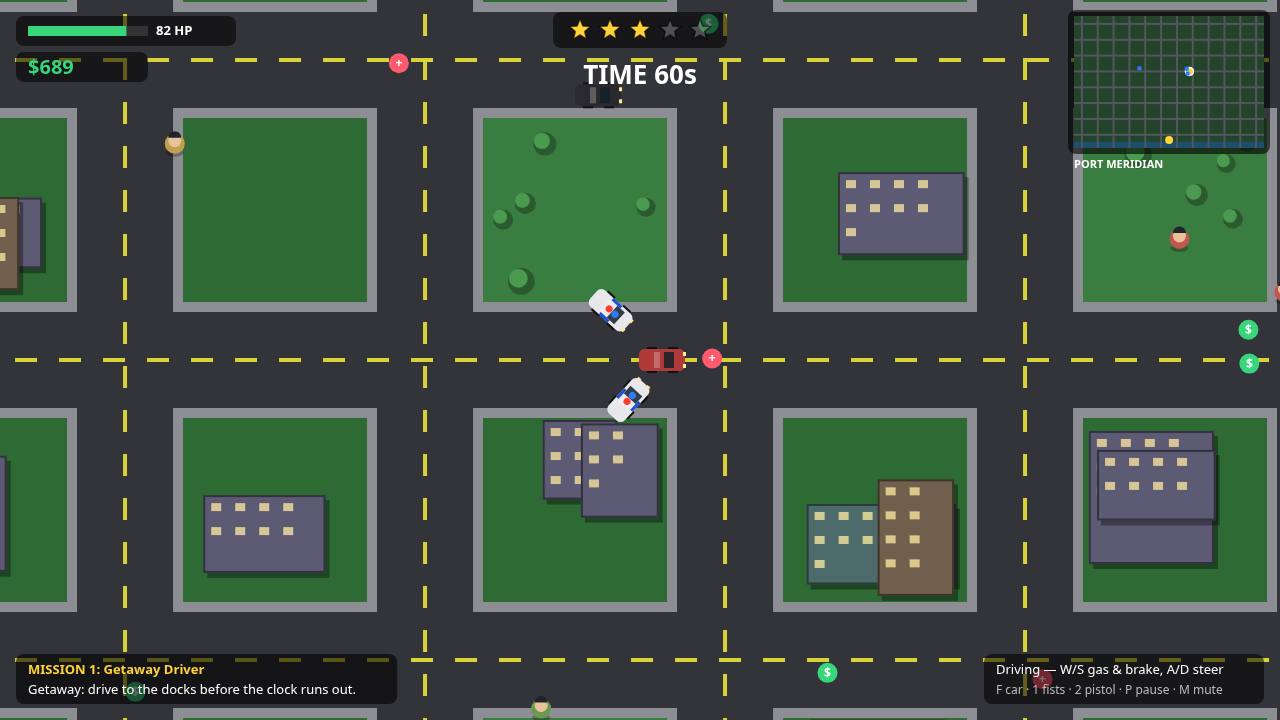 82 HP
$689
TIME 60s
PORT MERIDIAN
MISSION 1: Getaway Driver
Getaway: drive to the docks before the clock runs out.
Driving — W/S gas & brake, A/D steer
F car · 1 fists · 2 pistol · P pause · M mute
$
+
+
$
$
$